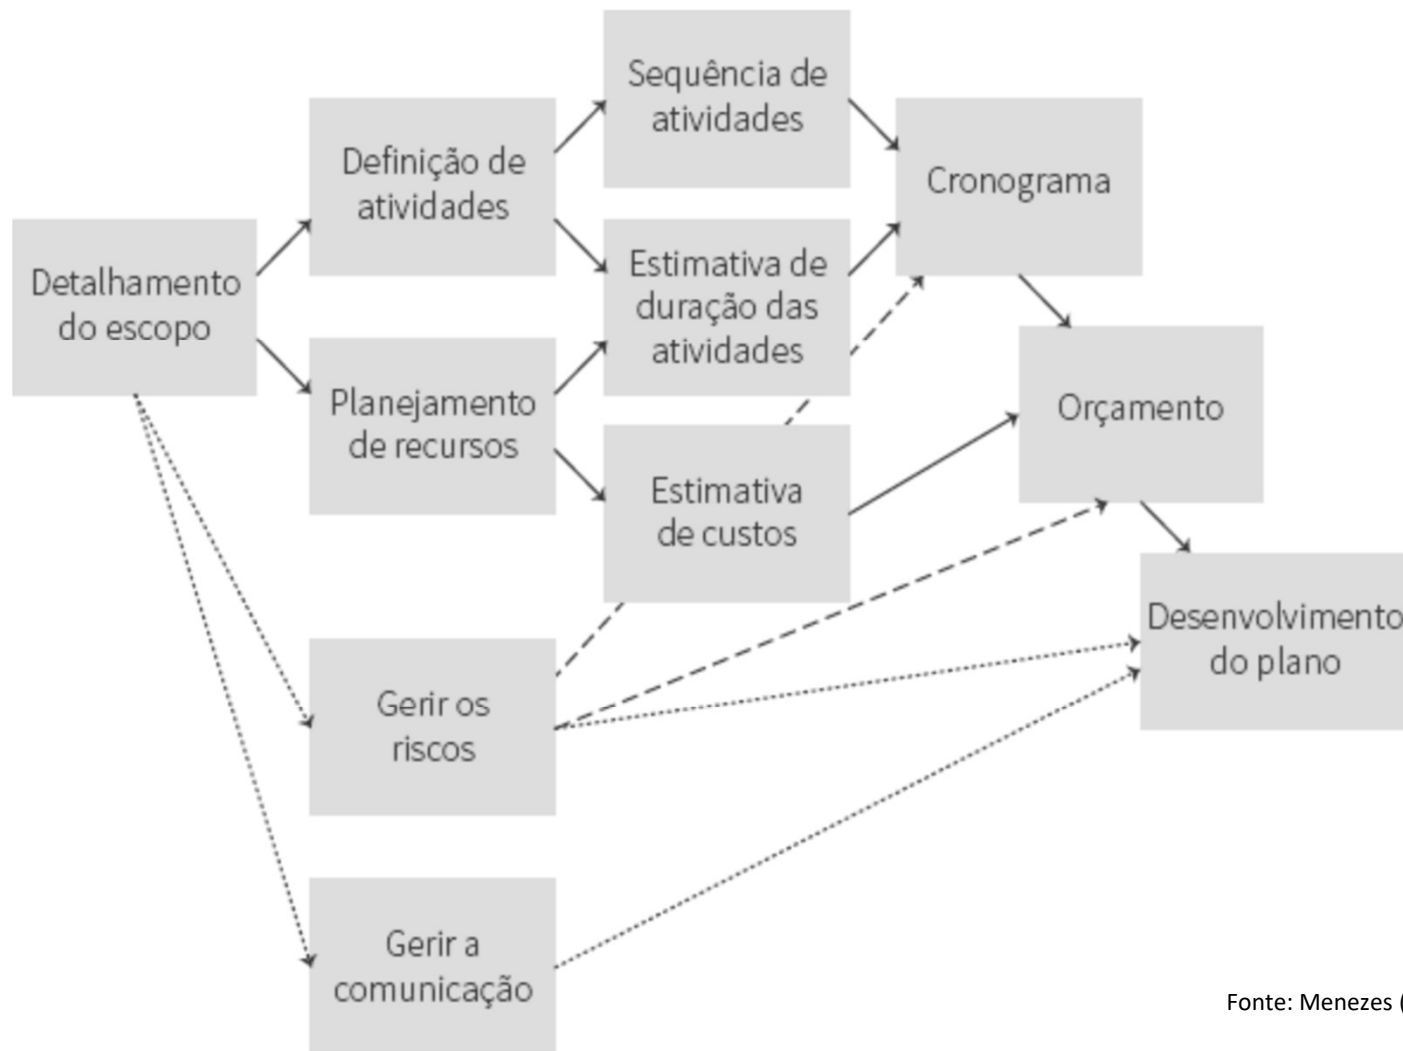 Detalhamento
do escopo
Definição de
atividades
Planejamento
de recursos
Sequência de
atividades
Estimativa de
duração das
atividades
Estimativa
de custos
Cronograma
Orçamento
Desenvolvimento
do plano
Gerir os
riscos
Gerir a
comunicação
Fonte: Menezes (